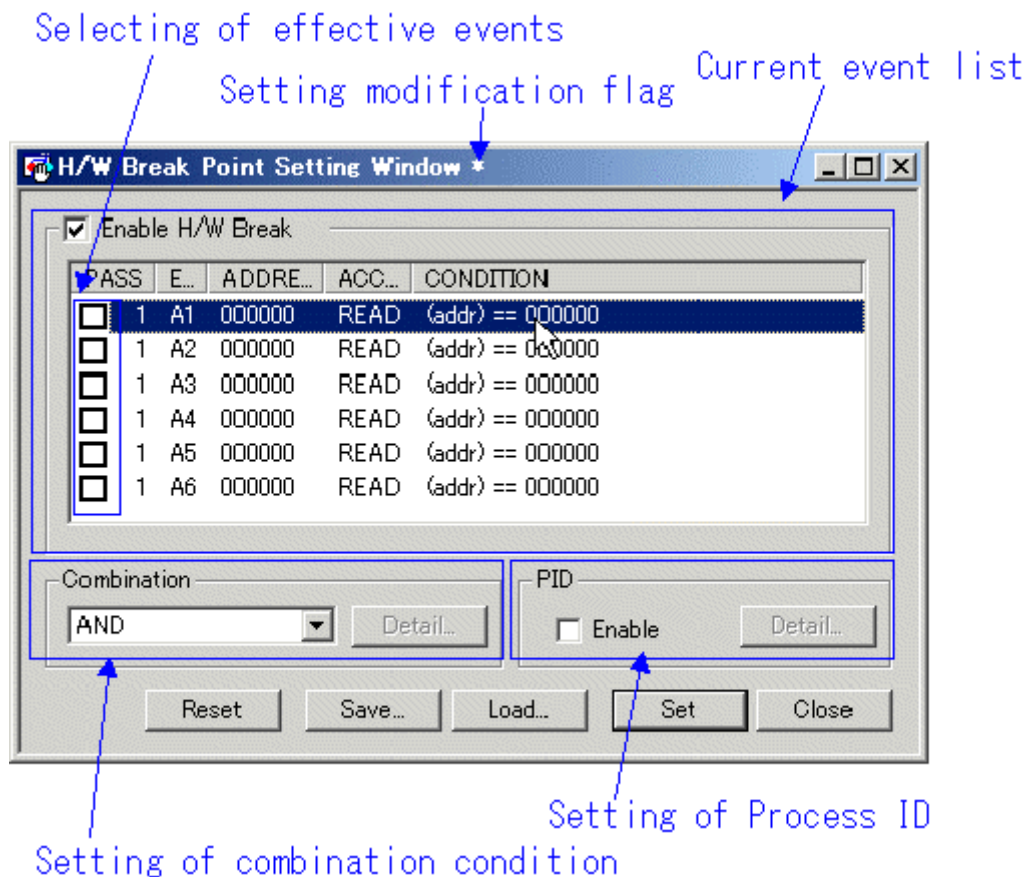 Selecting of effective events
Current event list
Setting modification flag
H/W Break Point Setting Window *
Enable H/W Break
PASS E... ADDRE... ACC... CONDITION
1 A1 000000 READ (addr) == 000000
1 A2 000000 READ (addr) == 000000
1 A3 000000 READ (addr) == 000000
1 A4 000000 READ (addr) == 000000
1 A5 000000 READ (addr) == 000000
1 A6 000000 READ (addr) == 000000
Combination
PID
AND Detail...
Enable Detail...
Reset Save... Load... Set Close
Setting of Process ID
Setting of combination condition